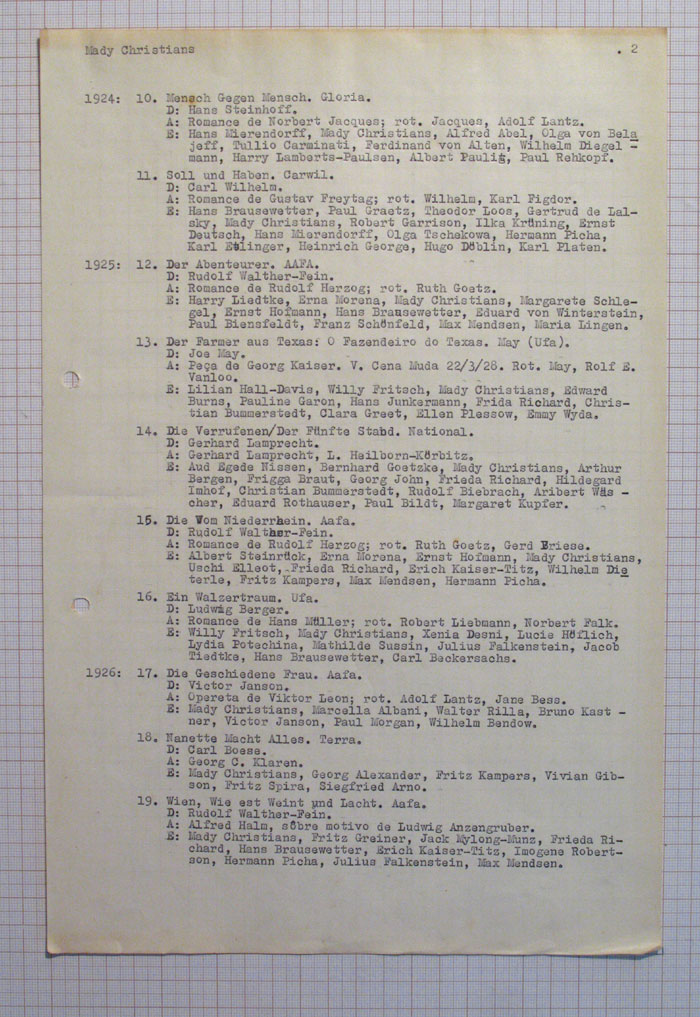 Mady Christians . 2
1924: 10. Mensch Gegen Mensch. Gloria.
D: Hans Steinhoff.
A: Romance de Norbert Jacques; rot. Jacques, Adolf Lantz.
E: Hans Mierendorff, Mady Christians, Alfred Abel, Olga von Bela
jeff, Tullio Carminati, Ferdinand von Alten, Wilhelm Diegel -
mann, Harry Lamberts-Paulsen, Albert Paulig, Paul Rehkopf.
11. Soll und Haben. Carwil.
D: Carl Wilhelm.
A: Romance de Gustav Freytag; rot. Wilhelm, Karl Figdor.
E: Hans Brausewetter, Paul Graetz, Theodor Loos, Gertrud de Lal-
sky, Mady Christians, Robert Garrison, Ilka Krüning, Ernst
Deutsch, Hans Mierendorff, Olga Tschekowa, Hermann Picha,
Karl Etlinger, Heinrich George, Hugo Döblin, Karl Platen.
1925: 12. Der Abenteurer. AAFA.
D: Rudolf Walther-Fein.
A: Romance de Rudolf Herzog; rot. Ruth Goetz.
E: Harry Liedtke, Erna Morena, Mady Christians, Margarete Schle-
gel, Ernst Hofmann, Hans Brausewetter, Eduard von Winterstein,
Paul Biensfeldt, Franz Schönfeld, Max Mendsen, Maria Lingen.
13. Der Farmer aus Texas: O Fazendeiro do Texas. May (Ufa).
D: Joe May.
A: Peça de Georg Kaiser. V. Cena Muda 22/3/28. Rot. May, Rolf E.
Vanloo.
E: Lilian Hall-Davis, Willy Fritsch, Mady Christians, Edward
Burns, Pauline Garon, Hans Junkermann, Frida Richard, Chris-
tian Bummerstedt, Clara Greet, Ellen Plessow, Emmy Wyda.
14. Die Verrufenen/Der Fünfte Stahd. National.
D: Gerhard Lamprecht.
A: Gerhard Lamprecht, L. Heilborn-Körbitz.
E: Aud Egede Nissen, Bernhard Goetzke, Mady Christians, Arthur
Bergen, Frigga Braut, Georg John, Frieda Richard, Hildegard
Imhof, Christian Bummerstedt, Rudolf Biebrach, Aribert Wäs -
cher, Eduard Rothauser, Paul Bildt, Margaret Kupfer.
15. Die Vom Niederrhein. Aafa.
D: Rudolf Walther-Fein.
A: Romance de Rudolf Herzog; rot. Ruth Goetz, Gerd Briese.
E: Albert Steinrück, Erna Morena, Ernst Hofmann, Mady Christians,
Uschi Elleot, Frieda Richard, Erich Kaiser-Titz, Wilhelm Die
terle, Fritz Kampers, Max Mendsen, Hermann Picha.
16. Ein Walzertraum. Ufa.
D: Ludwig Berger.
A: Romance de Hans Müller; rot. Robert Liebmann, Norbert Falk.
E: Willy Fritsch, Mady Christians, Xenia Desni, Lucie Höflich,
Lydia Potechina, Mathilde Sussin, Julius Falkenstein, Jacob
Tiedtke, Hans Brausewetter, Carl Beckersachs.
1926: 17. Die Geschiedene Frau. Aafa.
D: Victor Janson.
A: Opereta de Viktor Leon; rot. Adolf Lantz, Jane Bess.
E: Mady Christians, Marcella Albani, Walter Rilla, Bruno Kast -
ner, Victor Janson, Paul Morgan, Wilhelm Bendow.
18. Nanette Macht Alles. Terra.
D: Carl Boese.
A: Georg C. Klaren.
E: Mady Christians, Georg Alexander, Fritz Kampers, Vivian Gib-
son, Fritz Spira, Siegfried Arno.
19. Wien, Wie est Weint und Lacht. Aafa.
D: Rudolf Walther-Fein.
A: Alfred Halm, sôbre motivo de Ludwig Anzengruber.
E: Mady Christians, Fritz Greiner, Jack Mylong-Munz, Frieda Ri-
chard, Hans Brausewetter, Erich Kaiser-Titz, Imogene Robert-
son, Hermann Picha, Julius Falkenstein, Max Mendsen.